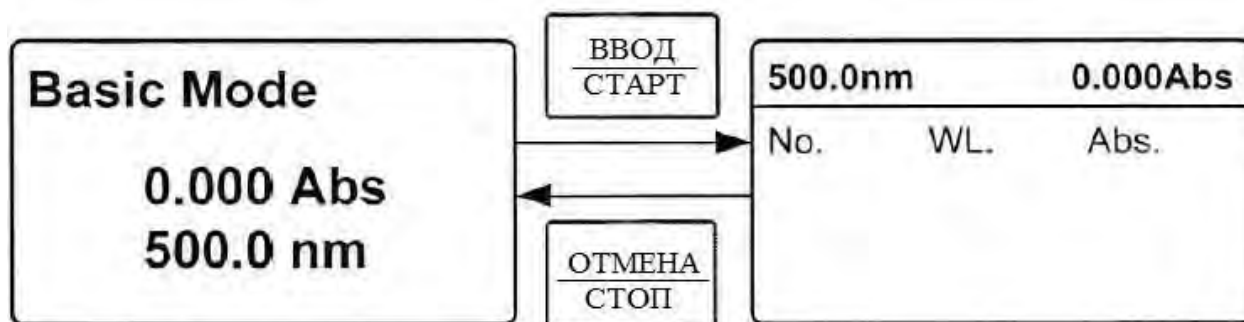 Basic Mode
0.000 Abs
500.0 nm
ВВОД
СТАРТ
ОТМЕНА
СТОП
500.0nm 0.000Abs
No. WL. Abs.